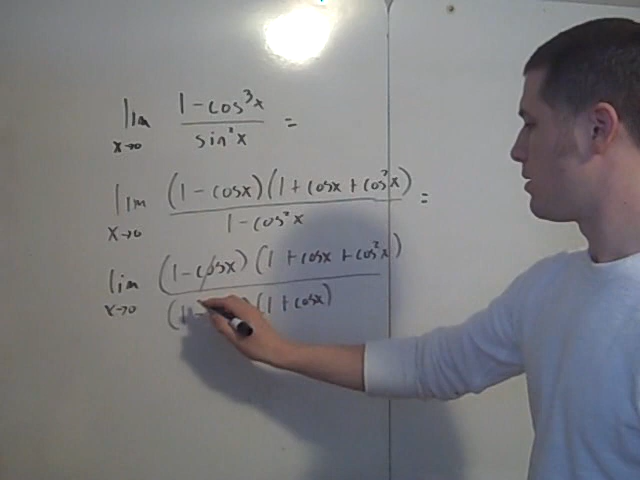 lim 1-cos³x / sin²x =
x→0
lim (1-cosx)(1+cosx+cos²x) / 1-cos²x =
x→0
lim (1-cosx)(1+cosx+cos²x) / (1- )(1+cosx)
x→0